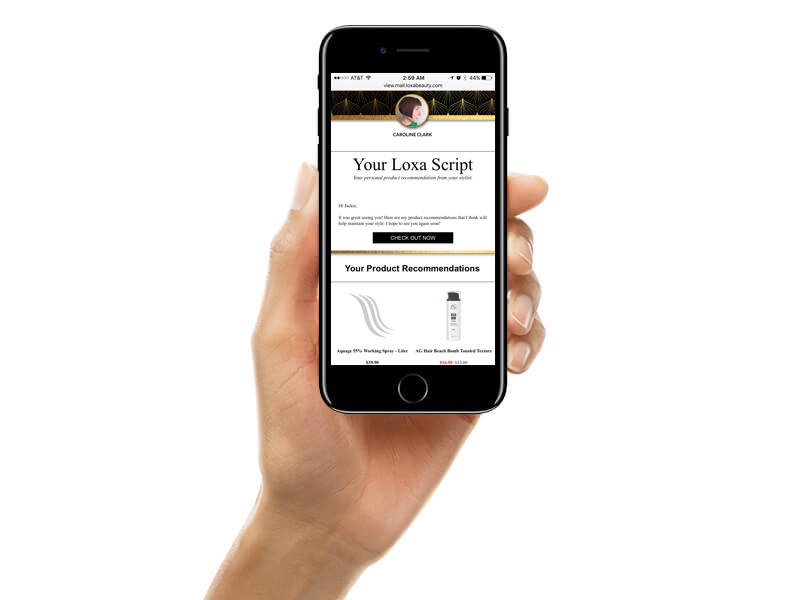 AT&T 2:59 AM 44%
view.mail.loxabeauty.com
CAROLINE CLARK
Your Loxa Script
Your personal product recommendation from your stylist
Hi Jackie,
It was great seeing you! Here are my product recommendations that I think will
help maintain your style. I hope to see you again soon!
CHECK OUT NOW
Your Product Recommendations
Aquage 55% Working Spray - Liter AG Hair Beach Bomb Tousled Texture
$39.96 $16.98 $23.00